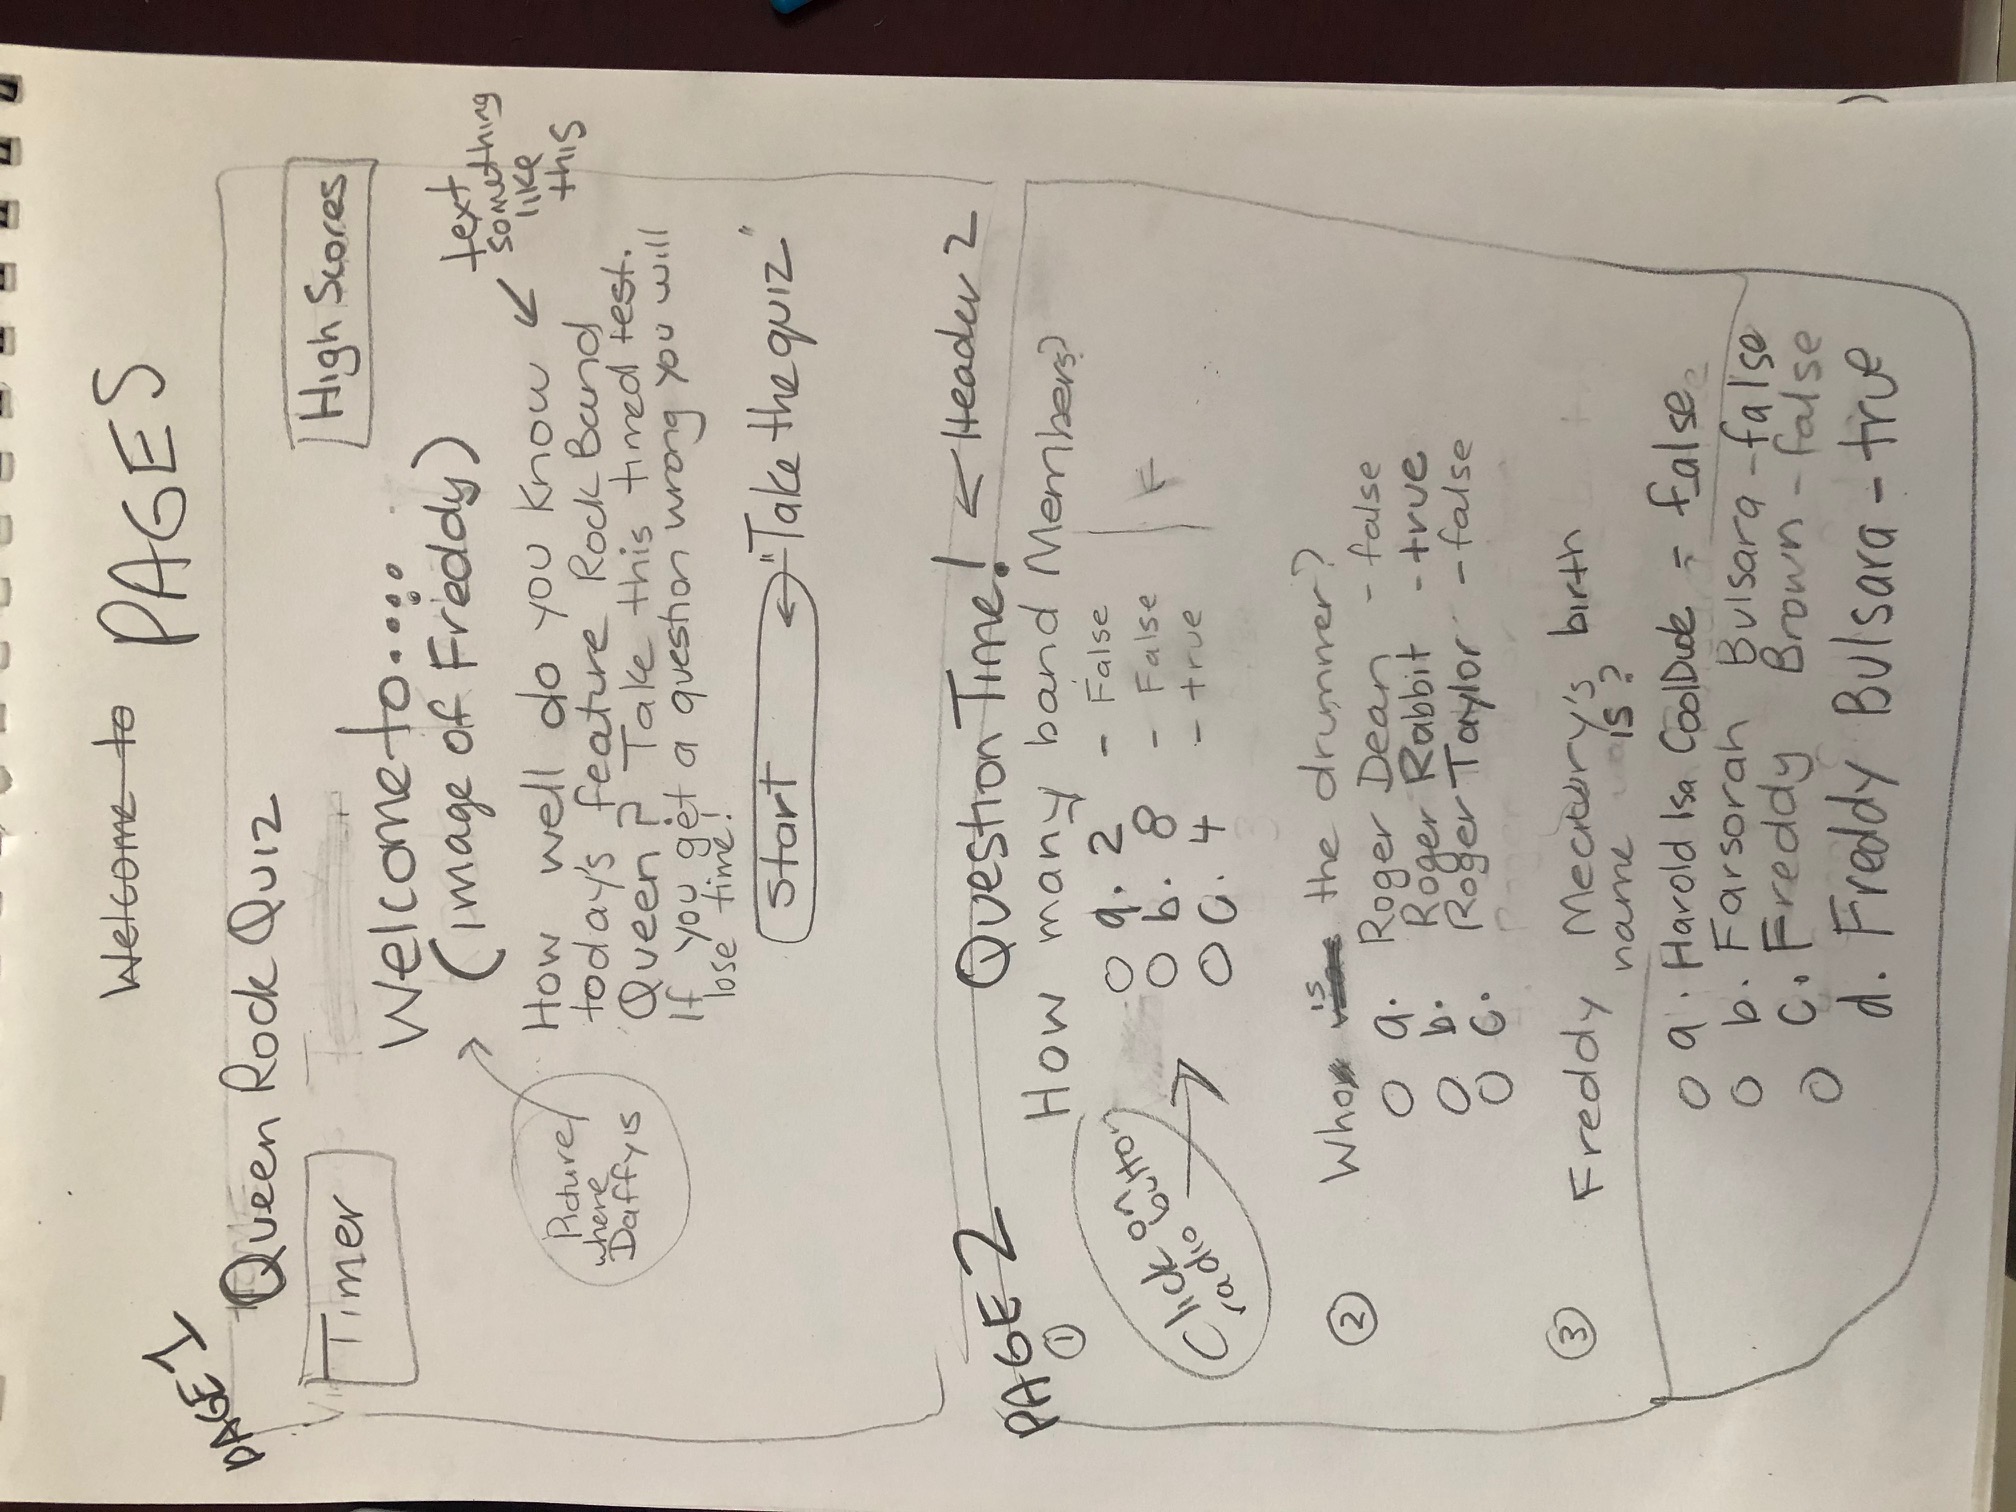 Welcome to
PAGES
PAGE 1
Queen Rock Quiz
Timer
High Scores
Welcome to....
(image of Freddy)
text
something
like
this
Picture
where
Daffy is
How well do you know
today's feature Rock Band
Queen? Take this timed test.
If you get a question wrong you will
lose time!
Start
"Take the quiz"
PAGE 2
Question Time!
Header 2
① How many band Members?
Click on
radio button
a. 2 - False
b. 8 - False
c. 4 - true
F
② Who is the drummer?
a. Roger Dean - false
b. Roger Rabbit - true
c. Roger Taylor - false
③ Freddy Mercury's birth
name is?
a. Harold Isa CoolDude - false
b. Farsorah Bulsara - false
c. Freddy Brown - false
d. Freddy Bulsara - true